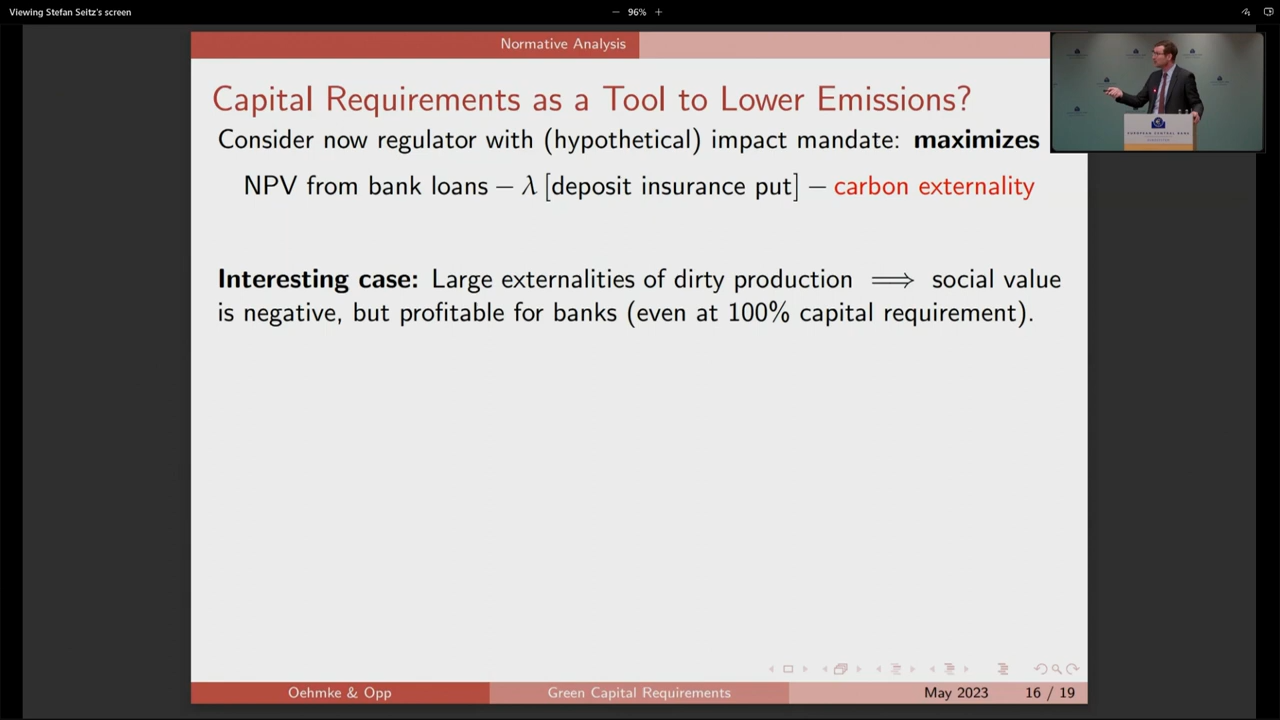 Viewing Stefan Seitz's screen
− 96% +
Normative Analysis
Capital Requirements as a Tool to Lower Emissions?
Consider now regulator with (hypothetical) impact mandate: maximizes
NPV from bank loans − λ [deposit insurance put] − carbon externality
Interesting case: Large externalities of dirty production ⟹ social value
is negative, but profitable for banks (even at 100% capital requirement).
EUROPEAN CENTRAL BANK
Oehmke & Opp
Green Capital Requirements
May 2023
16 / 19